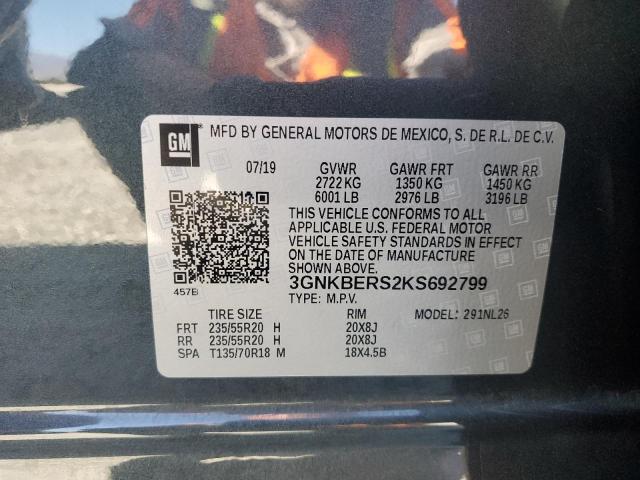 GM
MFD BY GENERAL MOTORS DE MEXICO, S. DE R.L. DE C.V.
07/19 GVWR GAWR FRT GAWR RR
2722 KG 1350 KG 1450 KG
6001 LB 2976 LB 3196 LB
THIS VEHICLE CONFORMS TO ALL
APPLICABLE U.S. FEDERAL MOTOR
VEHICLE SAFETY STANDARDS IN EFFECT
ON THE DATE OF MANUFACTURE
SHOWN ABOVE.
457B 3GNKBERS2KS692799
TYPE: M.P.V. MODEL: 291NL26
TIRE SIZE RIM
FRT 235/55R20 H 20X8J
RR 235/55R20 H 20X8J
SPA T135/70R18 M 18X4.5B